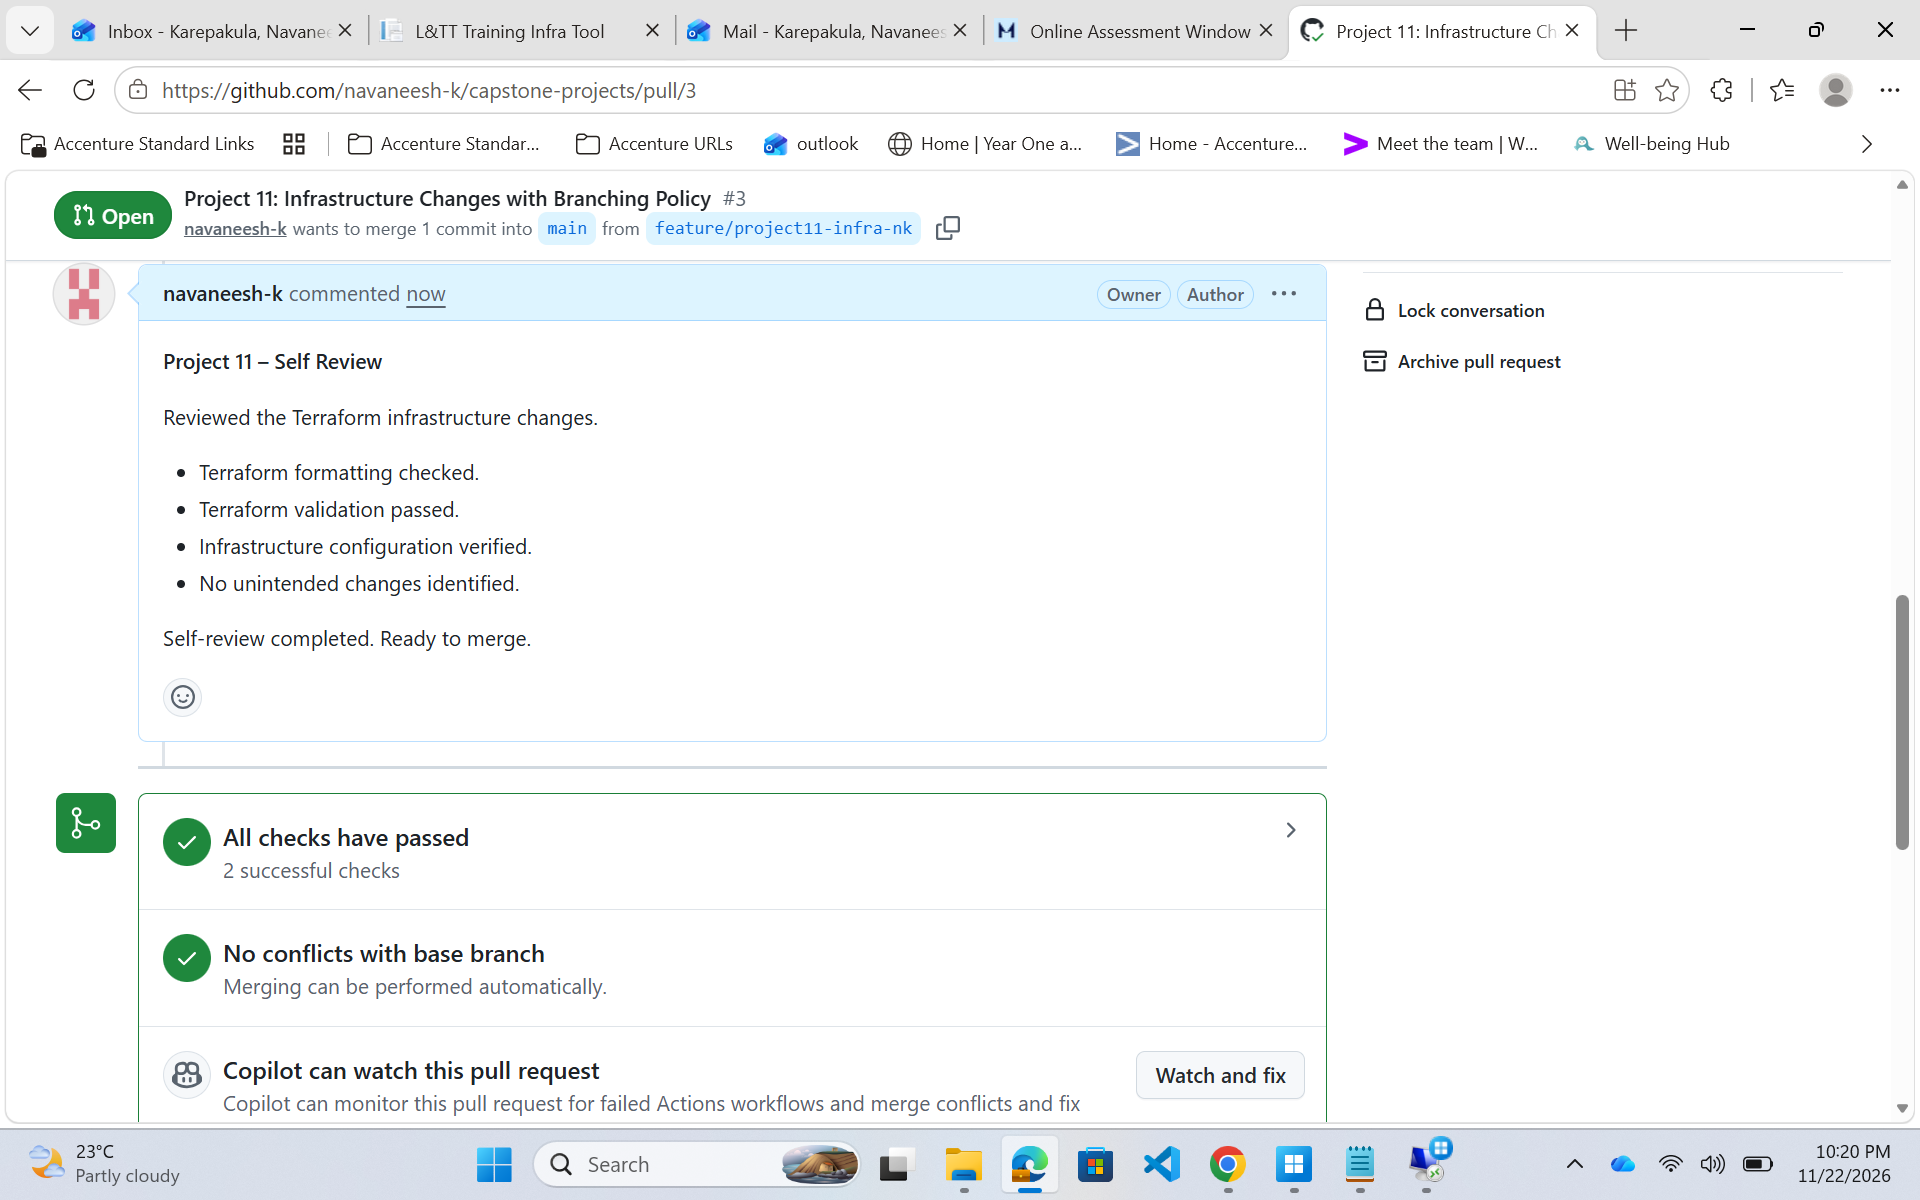 Inbox - Karepakula, Navane
L&TT Training Infra Tool
Mail - Karepakula, Navanees
Online Assessment Window
Project 11: Infrastructure Ch
https://github.com/navaneesh-k/capstone-projects/pull/3
Accenture Standard Links
Accenture Standar...
Accenture URLs
outlook
Home | Year One a...
Home - Accenture...
Meet the team | W...
Well-being Hub
Open
Project 11: Infrastructure Changes with Branching Policy #3
navaneesh-k wants to merge 1 commit into main from feature/project11-infra-nk
navaneesh-k commented now
Owner
Author
Project 11 – Self Review
Reviewed the Terraform infrastructure changes.
• Terraform formatting checked.
• Terraform validation passed.
• Infrastructure configuration verified.
• No unintended changes identified.
Self-review completed. Ready to merge.
Lock conversation
Archive pull request
All checks have passed
2 successful checks
No conflicts with base branch
Merging can be performed automatically.
Copilot can watch this pull request
Copilot can monitor this pull request for failed Actions workflows and merge conflicts and fix
Watch and fix
23°C
Partly cloudy
Search
10:20 PM
11/22/2026